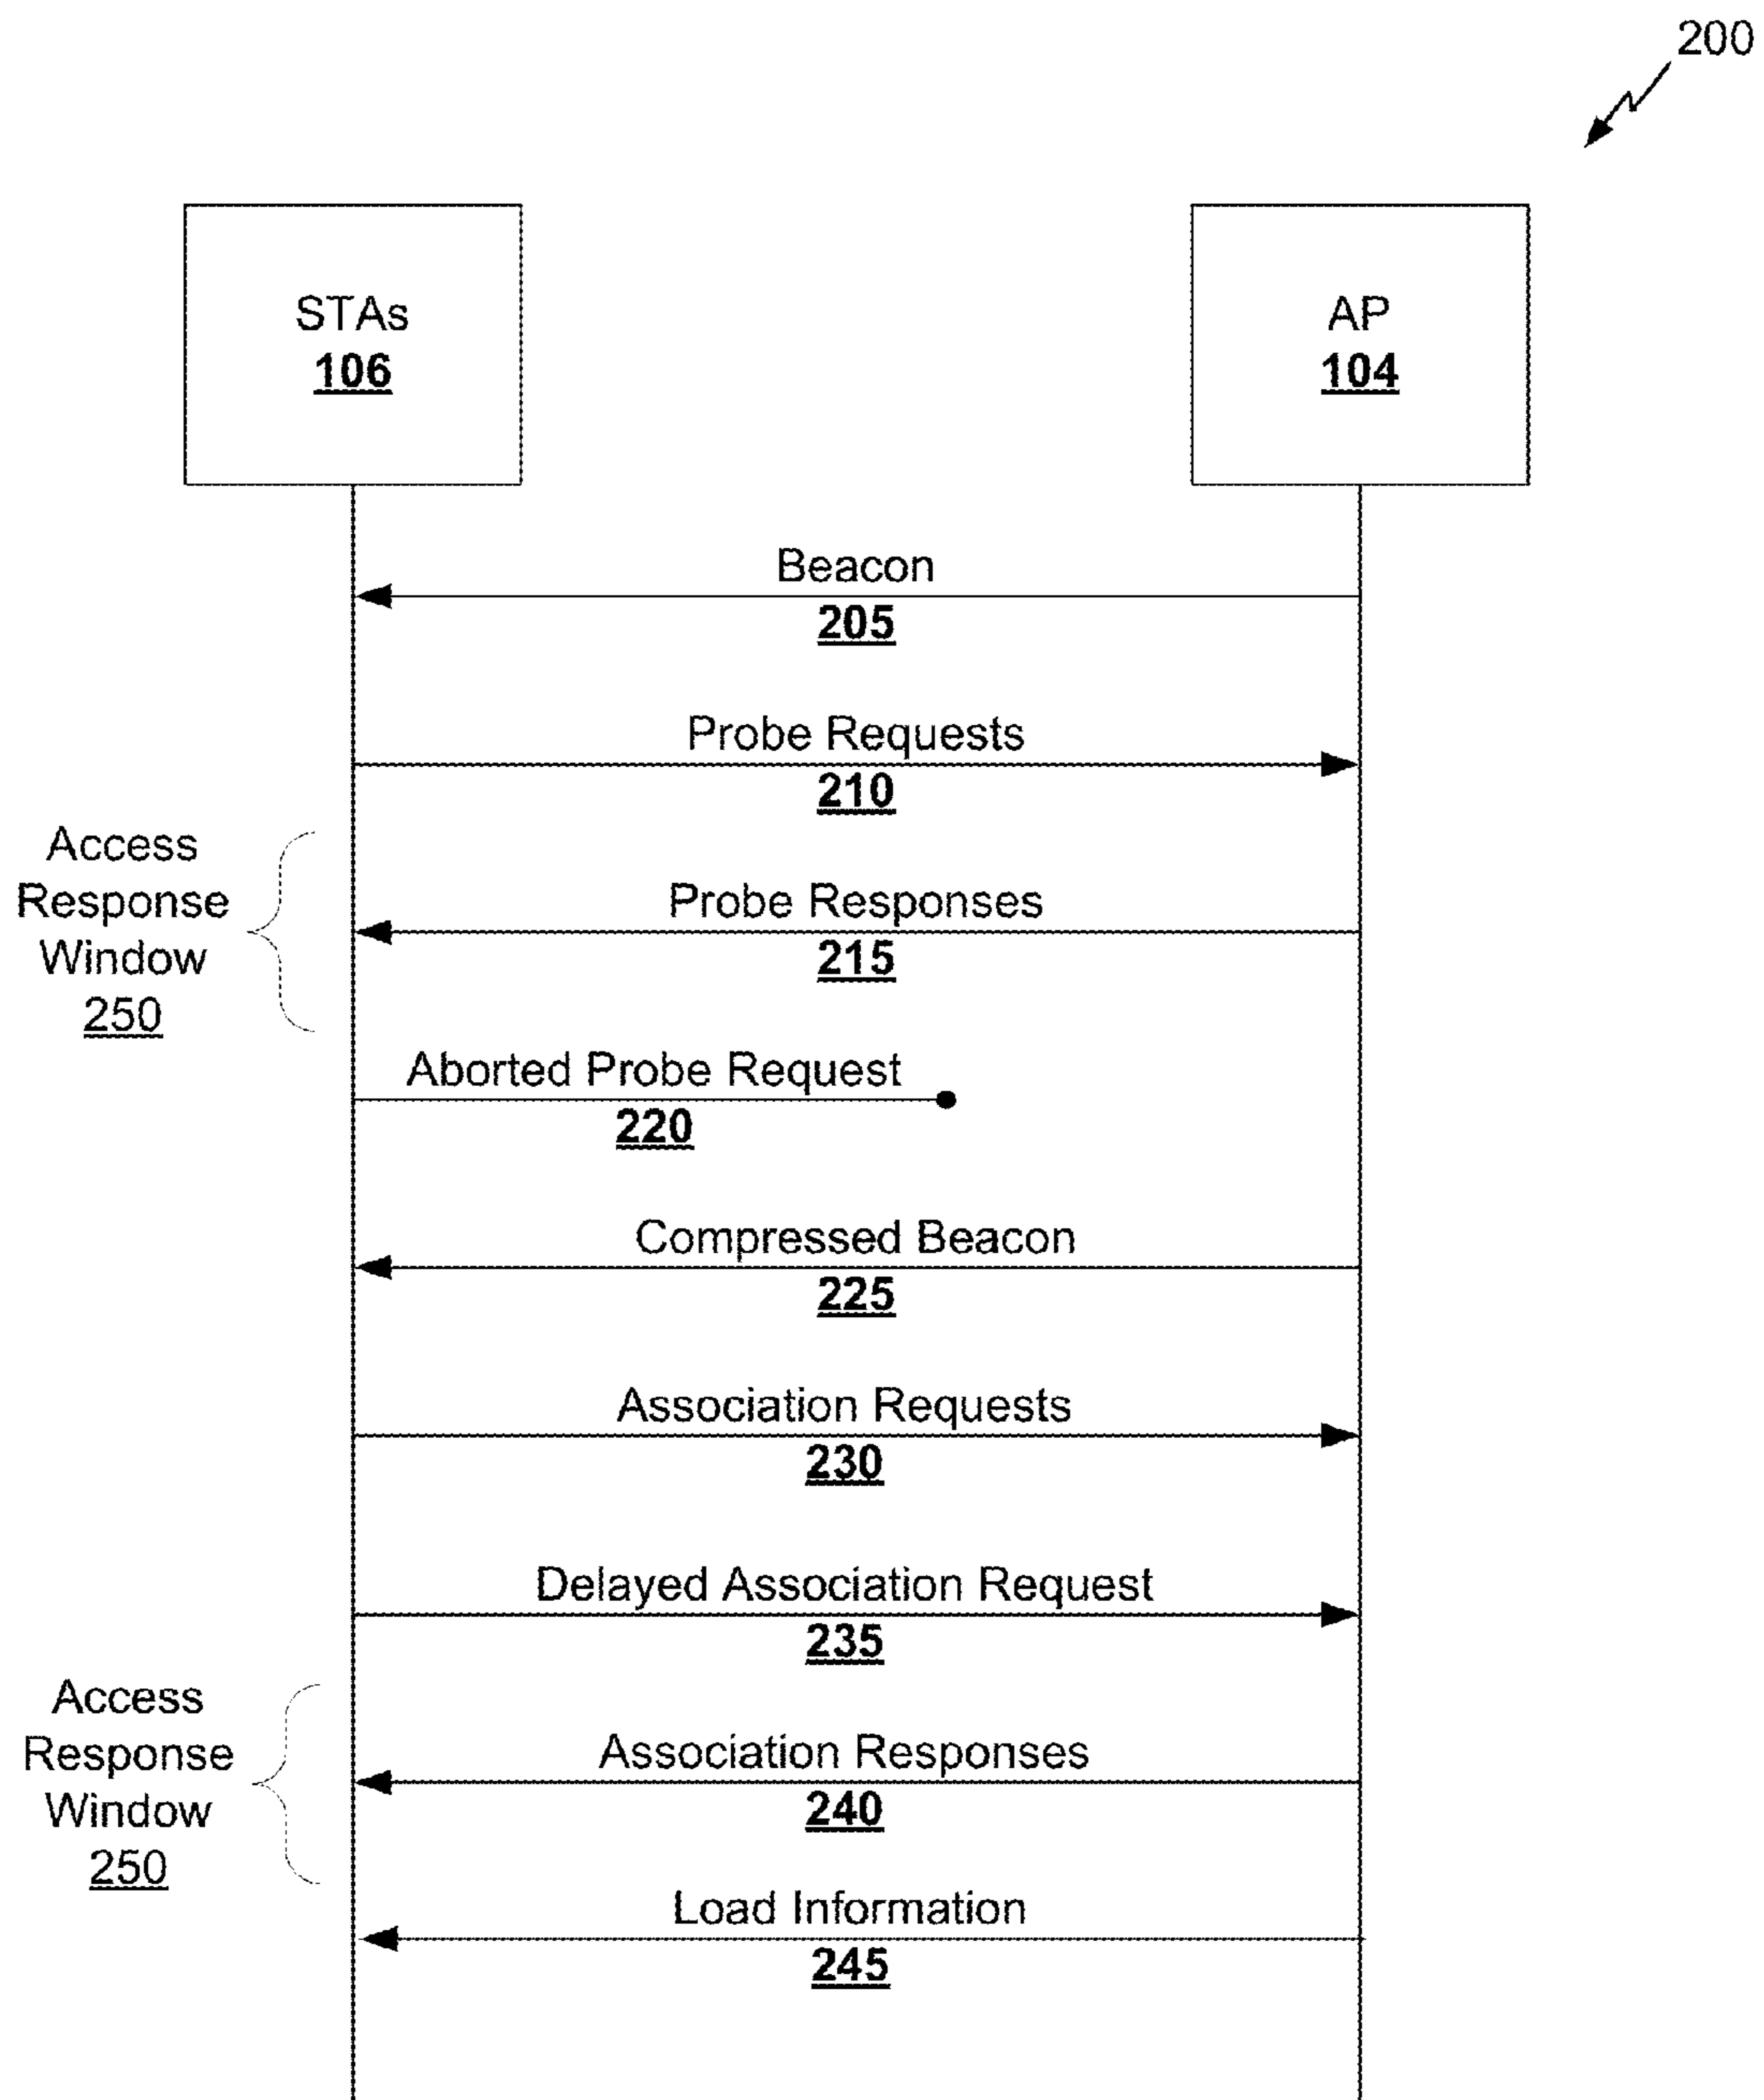 200
STAs
106
AP
104
Beacon
205
Probe Requests
210
Access
Response
Window
250
Probe Responses
215
Aborted Probe Request
220
Compressed Beacon
225
Association Requests
230
Delayed Association Request
235
Access
Response
Window
250
Association Responses
240
Load Information
245